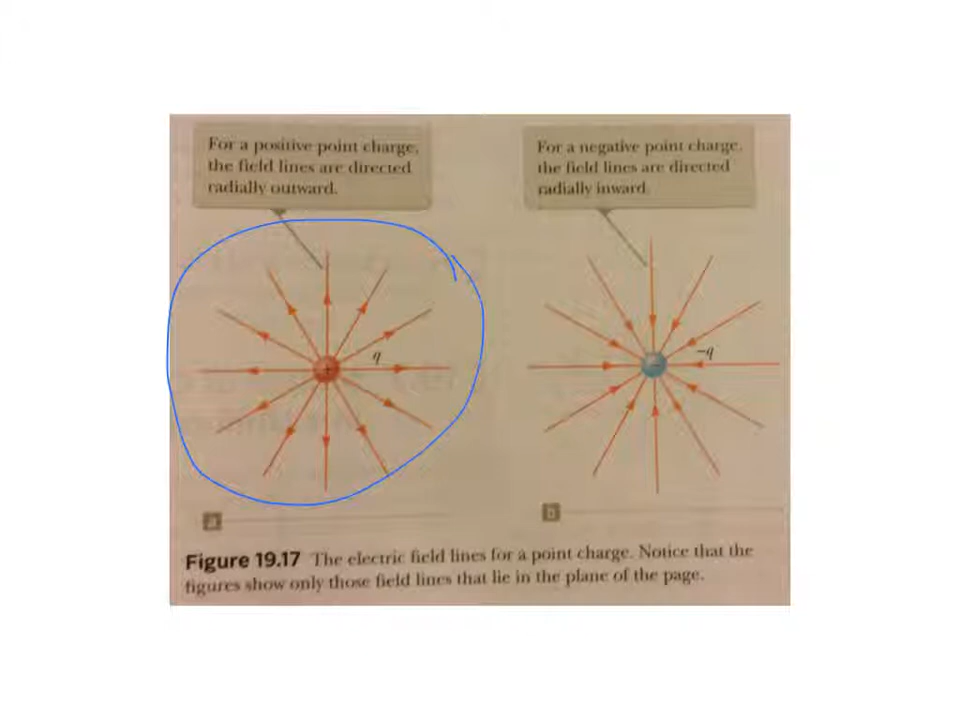 For a positive point charge,
the field lines are directed
radially outward.
For a negative point charge,
the field lines are directed
radially inward.
q
−q
+
−
a
b
Figure 19.17 The electric field lines for a point charge. Notice that the
figures show only those field lines that lie in the plane of the page.